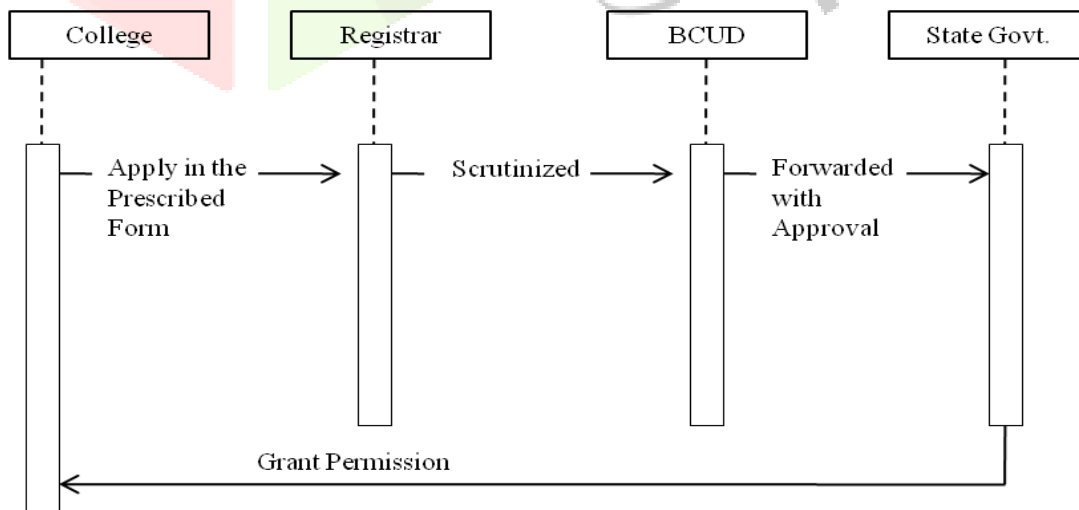 College
Registrar
BCUD
State Govt.
Apply in the
Prescribed
Form
Scrutinized
Forwarded
with
Approval
Grant Permission